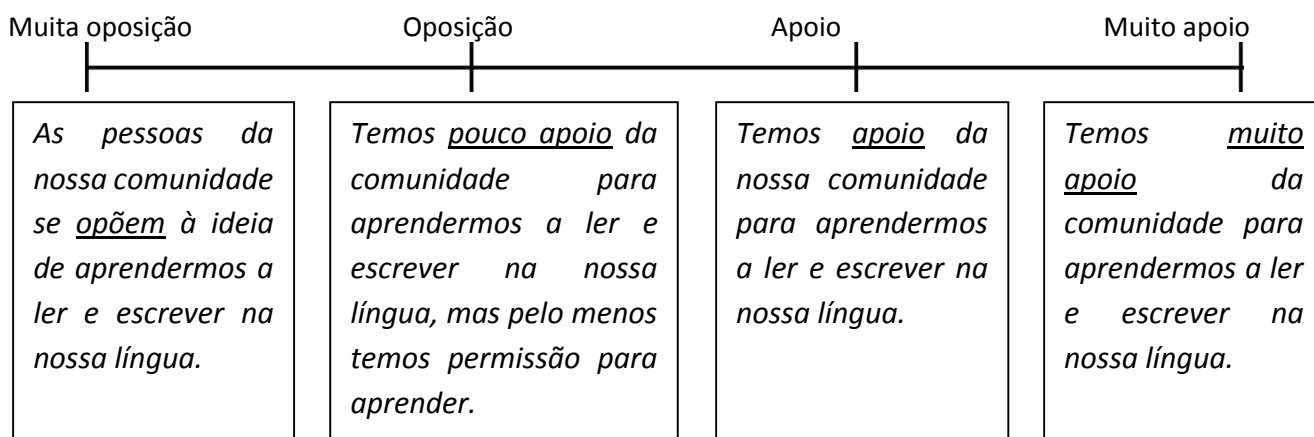 Muita oposição
Oposição
Apoio
Muito apoio
As pessoas da
nossa comunidade
se opõem à ideia
de aprendermos a
ler e escrever na
nossa língua.
Temos pouco apoio da
comunidade para
aprendermos a ler e
escrever na nossa
língua, mas pelo menos
temos permissão para
aprender.
Temos apoio da
nossa comunidade
para aprendermos
a ler e escrever na
nossa língua.
Temos muito
apoio da
comunidade para
aprendermos a ler
e escrever na
nossa língua.